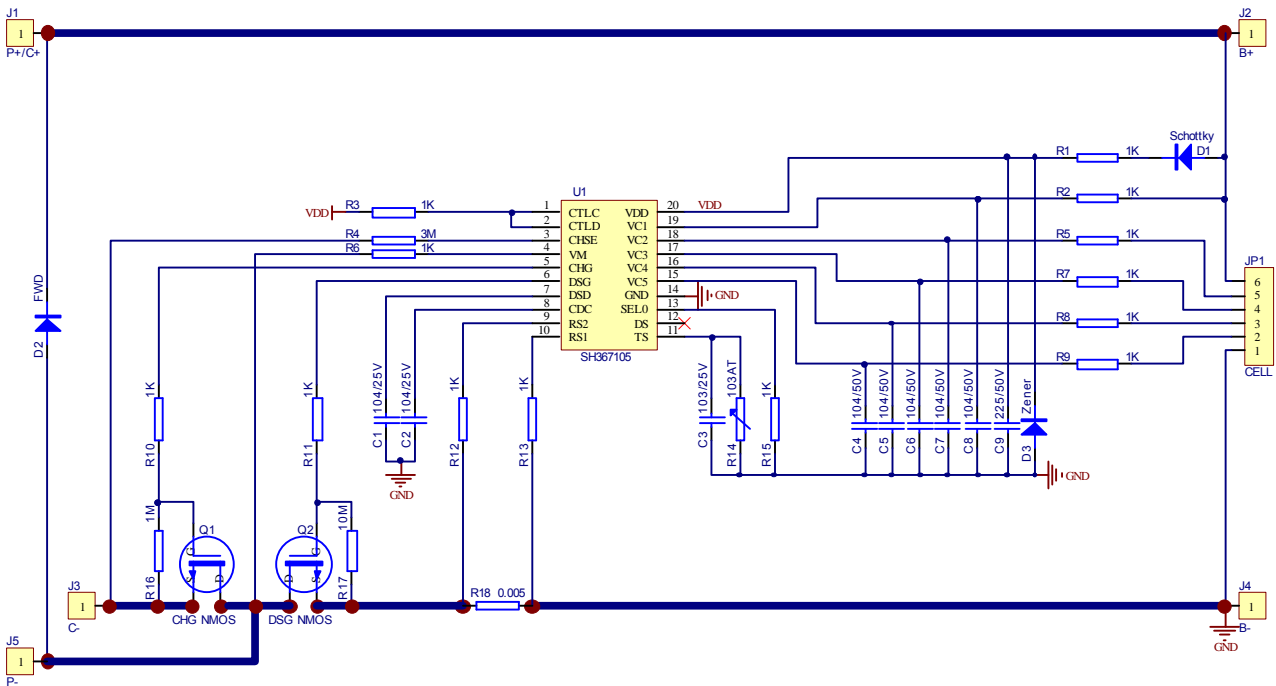 J1
1
P+/C+
J2
1
B+
Schottky
D1
R1 1K
R2 1K
R5 1K
R7 1K
R8 1K
R9 1K
JP1
6
5
4
3
2
1
CELL
U1
1 CTLC VDD 20 VDD
2 CTLD VC1 19
3 CHSE VC2 18
4 VM VC3 17
5 CHG VC4 16
6 DSG VC5 15
7 DSD GND 14 GND
8 CDC SEL0 13
9 RS2 DS 12
10 RS1 TS 11
SH367105
VDD R3 1K
R4 3M
R6 1K
FWD
D2
1K
R10
1K
R11
104/25V
C1
104/25V
C2
GND
1K
R12
1K
R13
103/25V
C3
103AT
R14
1K
R15
104/50V
C4
104/50V
C5
104/50V
C6
104/50V
C7
104/50V
C8
225/50V
C9
Zener
D3
GND
1M
R16
Q1
G
S
D
CHG NMOS
Q2
G
D
S
DSG NMOS
10M
R17
R18 0.005
J3
1
C-
J4
1
B-
GND
J5
1
P-